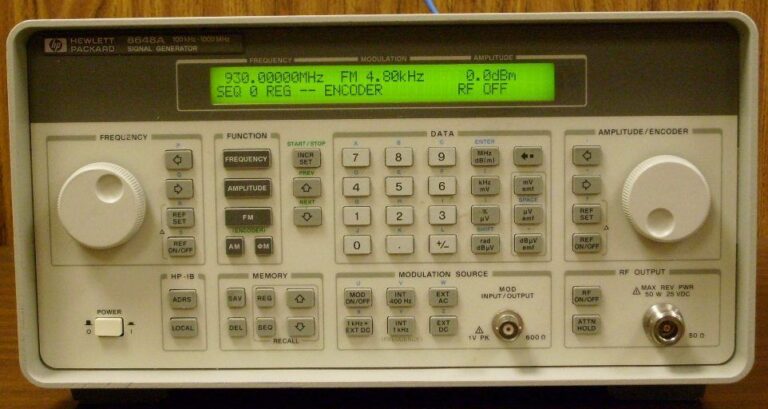 hp HEWLETT PACKARD 8648A 100 kHz-1000 MHz SIGNAL GENERATOR
FREQUENCY MODULATION AMPLITUDE
930.00000MHz FM 4.80kHz 0.0dBm
SEQ 0 REG -- ENCODER RF OFF
FREQUENCY
REF SET
REF ON/OFF
FUNCTION
FREQUENCY
AMPLITUDE
FM
(ENCODER)
AM ΦM
START/STOP
INCR SET
PREV
NEXT
DATA
ENTER
7 8 9 MHz dB(m)
4 5 6 kHz mV mV emf
SPACE
1 2 3 % µV µV emf
SHIFT
0 . +/− rad dBµV dBµV emf
AMPLITUDE/ENCODER
REF SET
REF ON/OFF
HP-IB
ADRS
LOCAL
POWER
0 1
MEMORY
SAV REG
DEL SEQ
RECALL
MODULATION SOURCE
U V W
MOD ON/OFF INT 400 Hz EXT AC
X Y Z
1 kHz+ EXT DC INT 1 kHz EXT DC
(FREQUENCY)
MOD INPUT/OUTPUT
1V PK 600Ω
RF OUTPUT
RF ON/OFF
ATTN HOLD
MAX REV PWR
50 W 25 VDC
50Ω